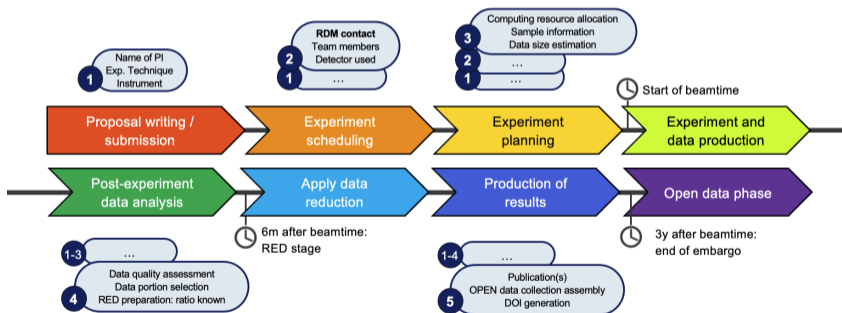 Name of PI
Exp. Technique
Instrument
1
RDM contact
Team members
Detector used
2
1
...
Computing resource allocation
Sample information
Data size estimation
3
2
...
1
...
Start of beamtime
Proposal writing /
submission
Experiment
scheduling
Experiment
planning
Experiment and
data production
Post-experiment
data analysis
Apply data
reduction
Production of
results
Open data phase
6m after beamtime:
RED stage
3y after beamtime:
end of embargo
1-3
...
Data quality assessment
Data portion selection
RED preparation: ratio known
4
1-4
...
Publication(s)
OPEN data collection assembly
DOI generation
5